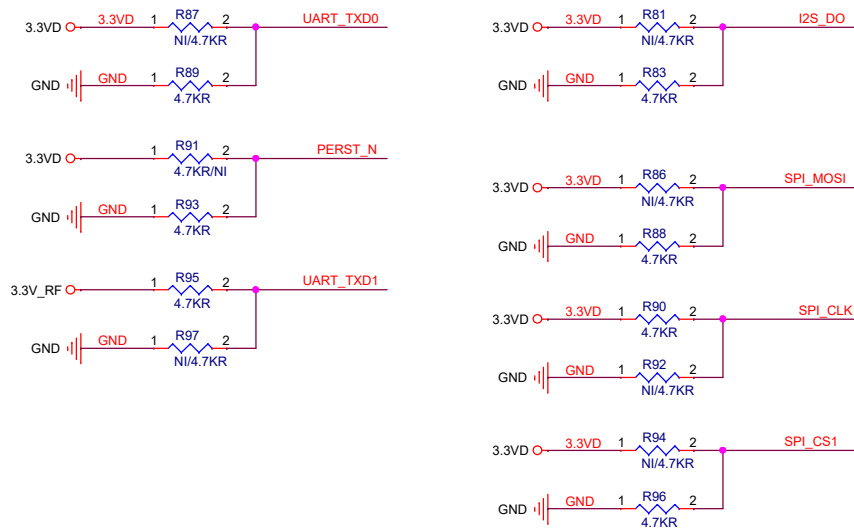 3.3VD 3.3VD 1 R87 2 UART_TXD0
NI/4.7KR
GND GND 1 R89 2
4.7KR
3.3VD 1 R91 2 PERST_N
4.7KR/NI
GND GND 1 R93 2
4.7KR
3.3V_RF 1 R95 2 UART_TXD1
4.7KR
GND GND 1 R97 2
NI/4.7KR
3.3VD 3.3VD 1 R81 2 I2S_DO
NI/4.7KR
GND GND 1 R83 2
4.7KR
3.3VD 3.3VD 1 R86 2 SPI_MOSI
NI/4.7KR
GND GND 1 R88 2
4.7KR
3.3VD 3.3VD 1 R90 2 SPI_CLK
4.7KR
GND GND 1 R92 2
NI/4.7KR
3.3VD 3.3VD 1 R94 2 SPI_CS1
NI/4.7KR
GND GND 1 R96 2
4.7KR